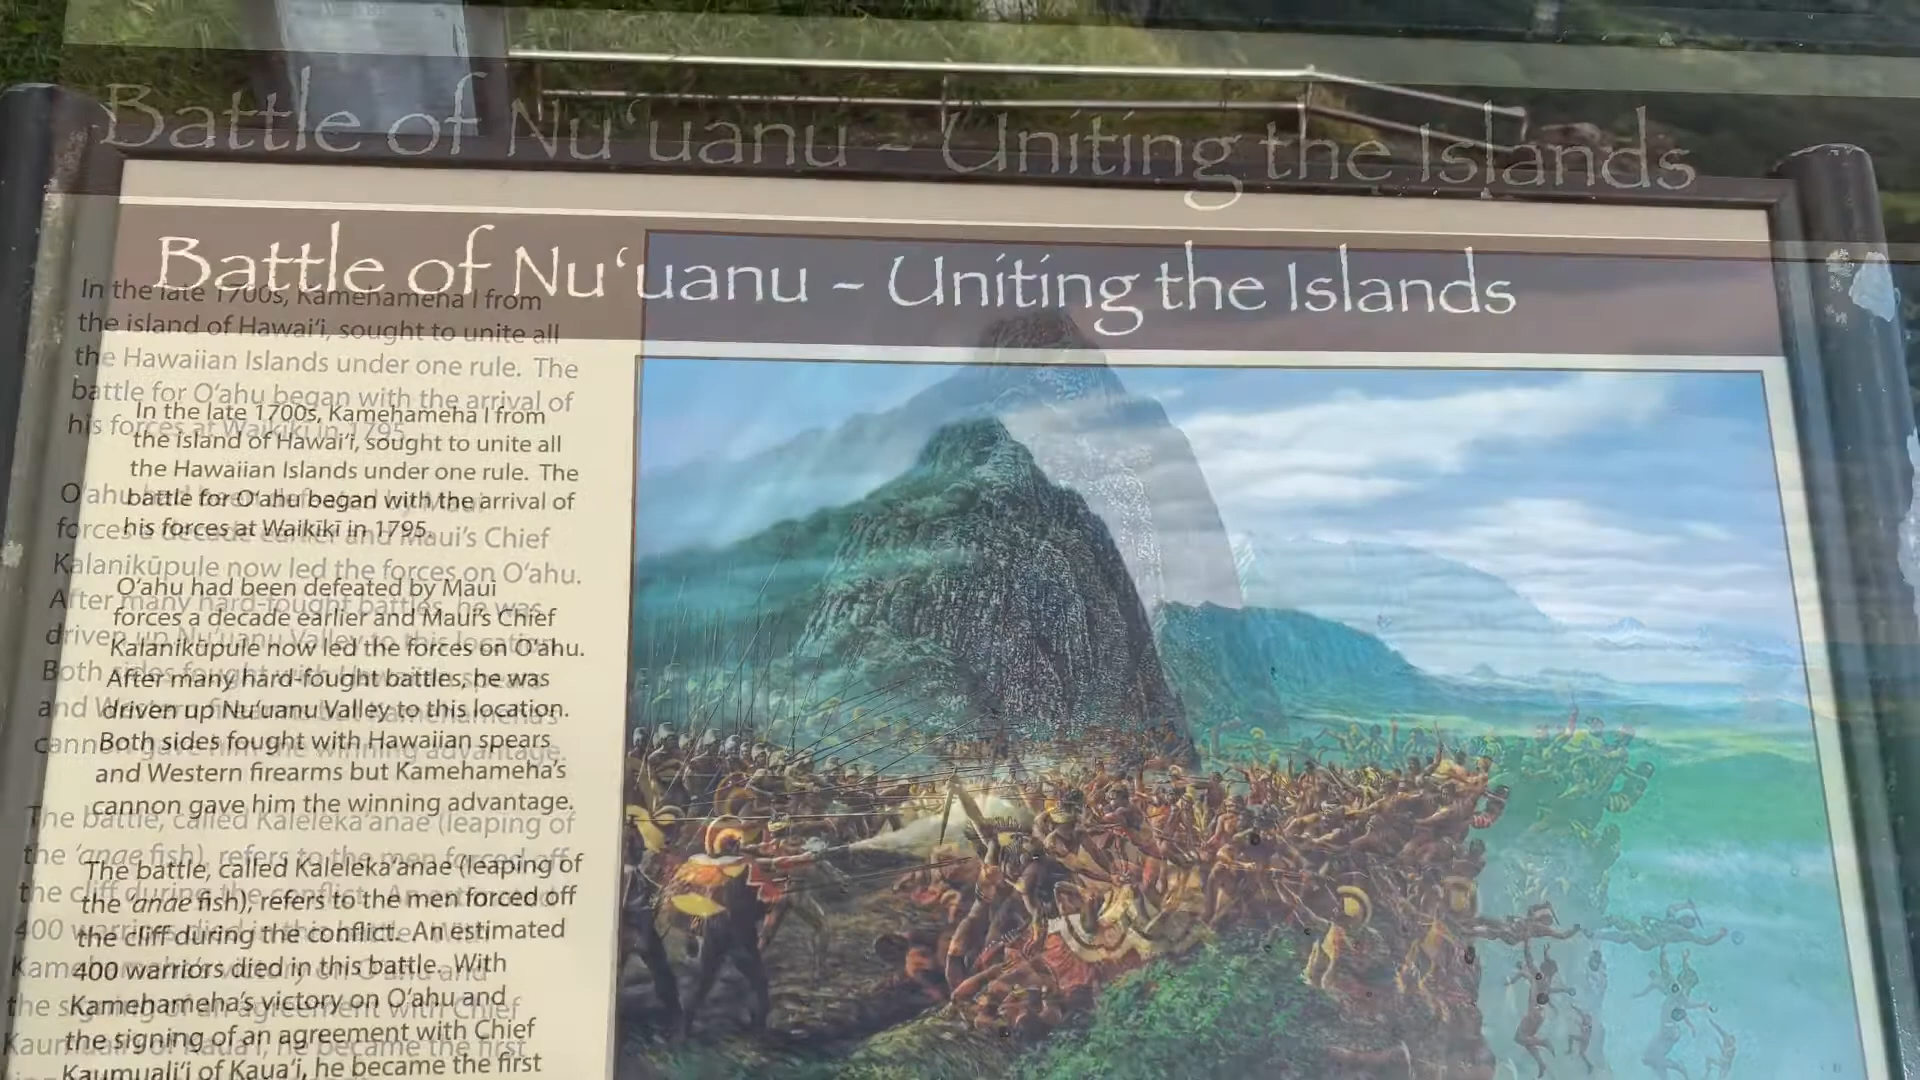 Battle of Nu‘uanu ~ Uniting the Islands
In the late 1700s, Kamehameha I from
the island of Hawai‘i, sought to unite all
the Hawaiian Islands under one rule. The
battle for O‘ahu began with the arrival of
his forces at Waikīkī in 1795.
O‘ahu had been defeated by Maui
forces a decade earlier and Maui's Chief
Kalanikūpule now led the forces on O‘ahu.
After many hard-fought battles, he was
driven up Nu‘uanu Valley to this location.
Both sides fought with Hawaiian spears
and Western firearms but Kamehameha's
cannon gave him the winning advantage.
The battle, called Kaleleka‘anae (leaping of
the ‘anae fish), refers to the men forced off
the cliff during the conflict. An estimated
400 warriors died in this battle. With
Kamehameha's victory on O‘ahu and
the signing of an agreement with Chief
Kaumuali‘i of Kaua‘i, he became the first